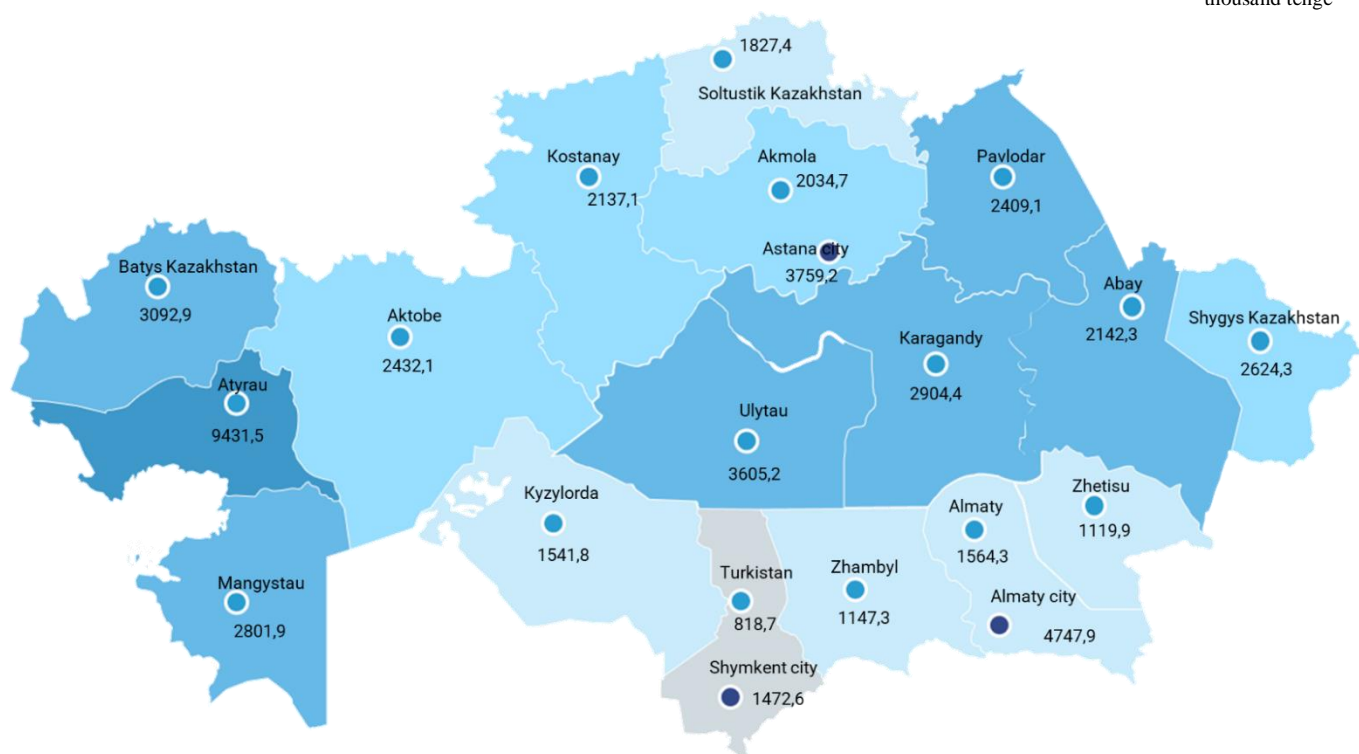 thousand tenge
1827,4
Soltustik Kazakhstan
Kostanay
2137,1
Akmola
2034,7
Pavlodar
2409,1
Astana city
3759,2
Batys Kazakhstan
3092,9
Aktobe
2432,1
Abay
2142,3
Shygys Kazakhstan
2624,3
Karagandy
2904,4
Atyrau
9431,5
Ulytau
3605,2
Kyzylorda
1541,8
Almaty
1564,3
Zhetisu
1119,9
Mangystau
2801,9
Turkistan
818,7
Zhambyl
1147,3
Almaty city
4747,9
Shymkent city
1472,6